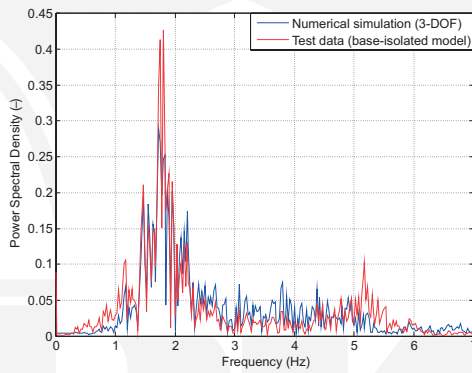 Numerical simulation (3-DOF)
Test data (base-isolated model)
Power Spectral Density (-)
0.45
0.4
0.35
0.3
0.25
0.2
0.15
0.1
0.05
0
0 1 2 3 4 5 6 7
Frequency (Hz)